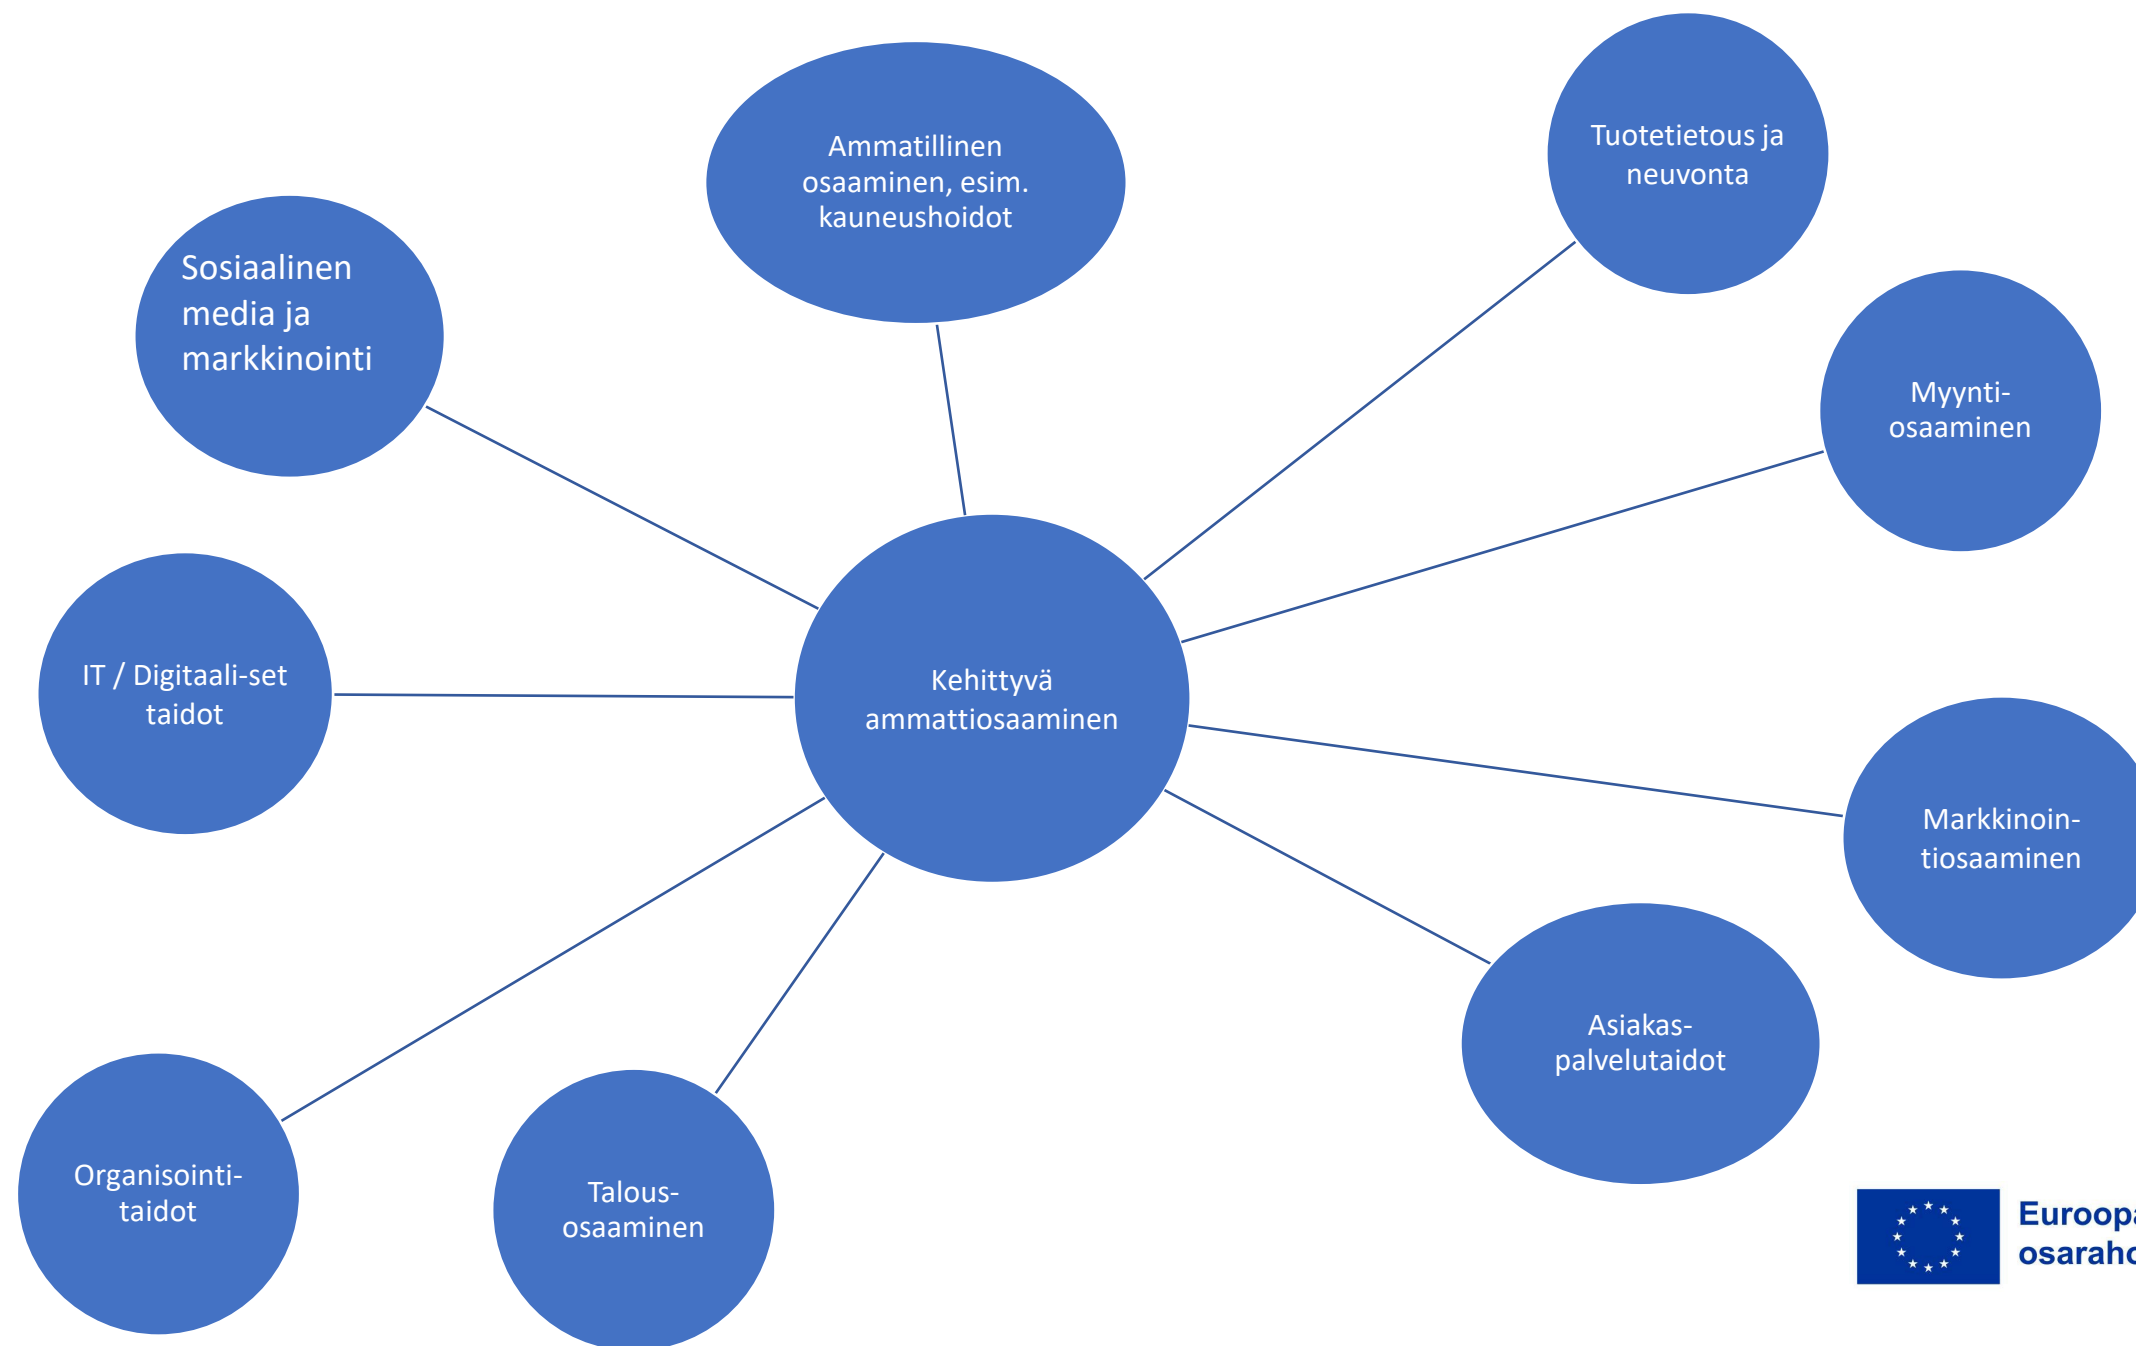 Ammatillinen
osaaminen, esim.
kauneushoidot
Tuotetietous ja
neuvonta
Sosiaalinen
media ja
markkinointi
Myynti-
osaaminen
IT / Digitaali-set
taidot
Kehittyvä
ammattiosaaminen
Markkinoin-
tiosaaminen
Asiakas-
palvelutaidot
Organisointi-
taidot
Talous-
osaaminen